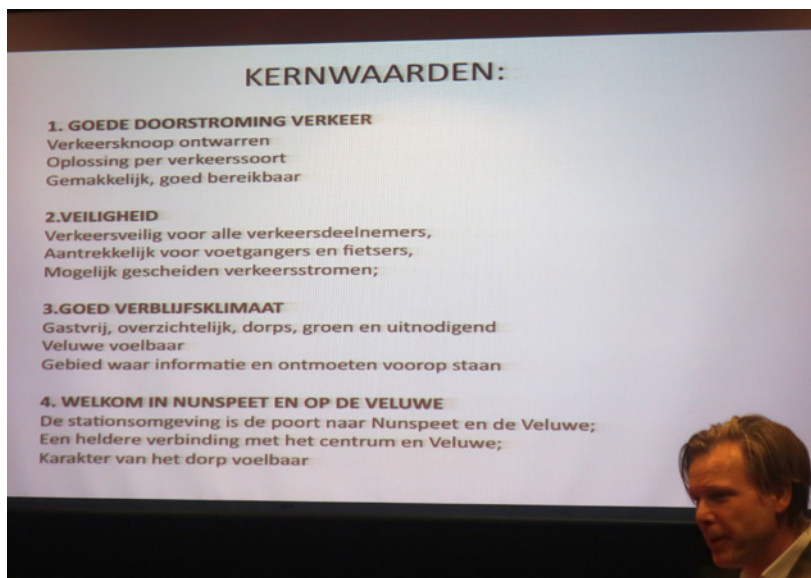 KERNWAARDEN:
1. GOEDE DOORSTROMING VERKEER
Verkeersknoop ontwarren
Oplossing per verkeerssoort
Gemakkelijk, goed bereikbaar
2.VEILIGHEID
Verkeersveilig voor alle verkeersdeelnemers,
Aantrekkelijk voor voetgangers en fietsers,
Mogelijk gescheiden verkeersstromen;
3.GOED VERBLIJFSKLIMAAT
Gastvrij, overzichtelijk, dorps, groen en uitnodigend
Veluwe voelbaar
Gebied waar informatie en ontmoeten voorop staan
4. WELKOM IN NUNSPEET EN OP DE VELUWE
De stationsomgeving is de poort naar Nunspeet en de Veluwe;
Een heldere verbinding met het centrum en Veluwe;
Karakter van het dorp voelbaar